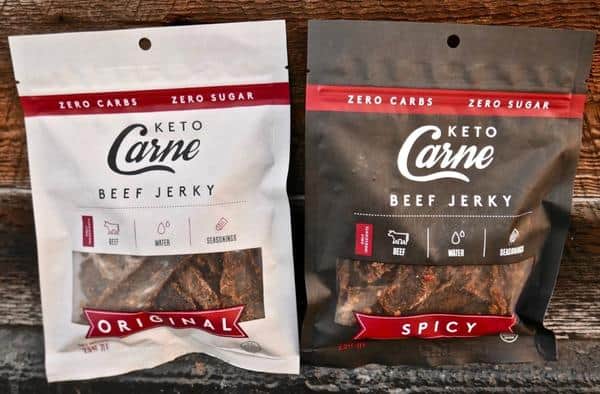 ZERO CARBS ZERO SUGAR
KETO
Carne
BEEF JERKY
BEEF WATER SEASONINGS
ORIGINAL
ZERO CARBS ZERO SUGAR
KETO
Carne
BEEF JERKY
BEEF WATER SEASONINGS
SPICY